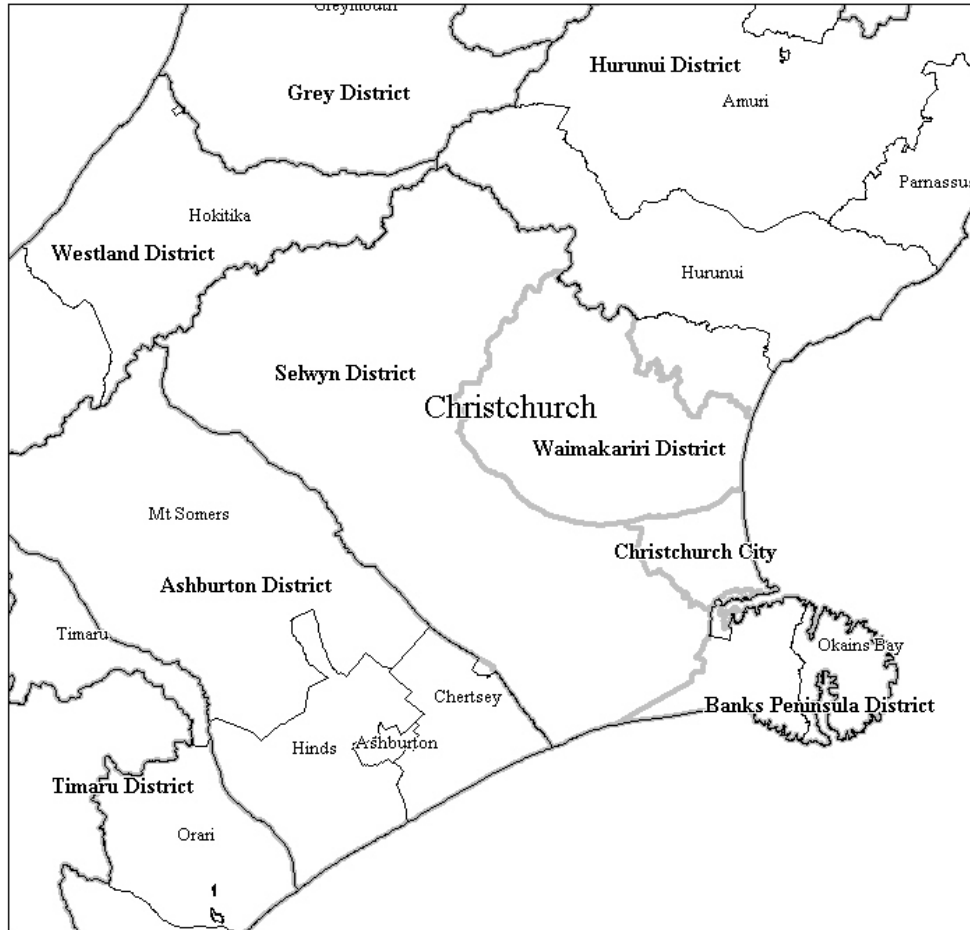 Greymouth
Hurunui District
Grey District
Amuri
Parnassus
Hokitika
Westland District
Hurunui
Selwyn District
Christchurch
Waimakariri District
Mt Somers
Christchurch City
Ashburton District
Timaru
Okains Bay
Chertsey
Banks Peninsula District
Hinds
Ashburton
Timaru District
Orari